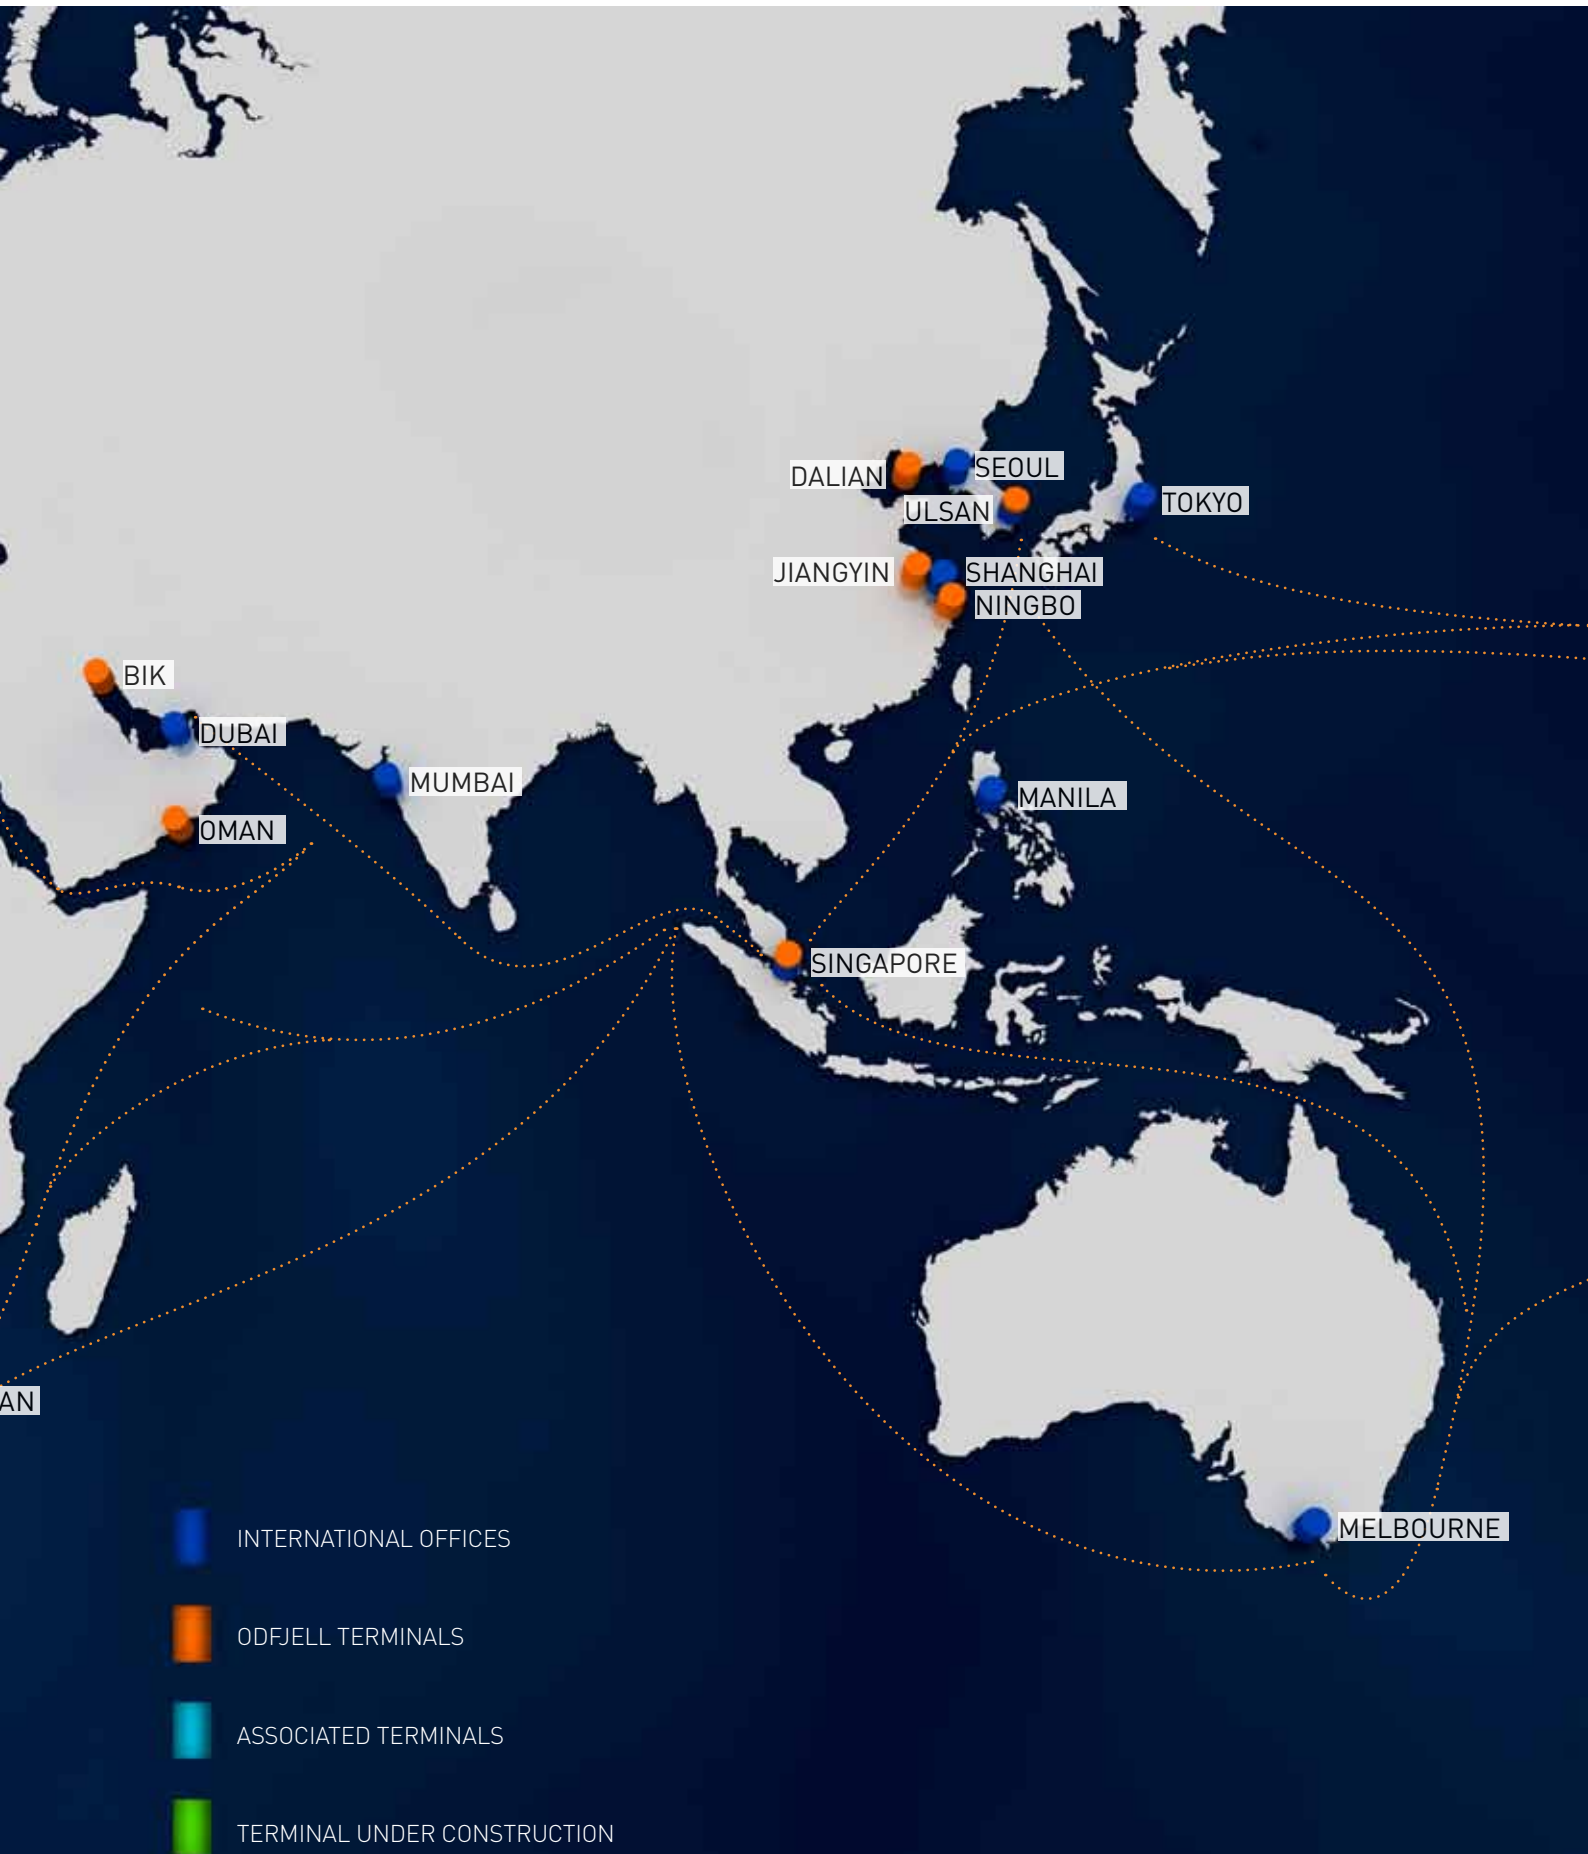 SEOUL
DALIAN
TOKYO
ULSAN
JIANGYIN
SHANGHAI
NINGBO
BIK
DUBAI
MUMBAI
MANILA
OMAN
SINGAPORE
AN
MELBOURNE
INTERNATIONAL OFFICES
ODFJELL TERMINALS
ASSOCIATED TERMINALS
TERMINAL UNDER CONSTRUCTION